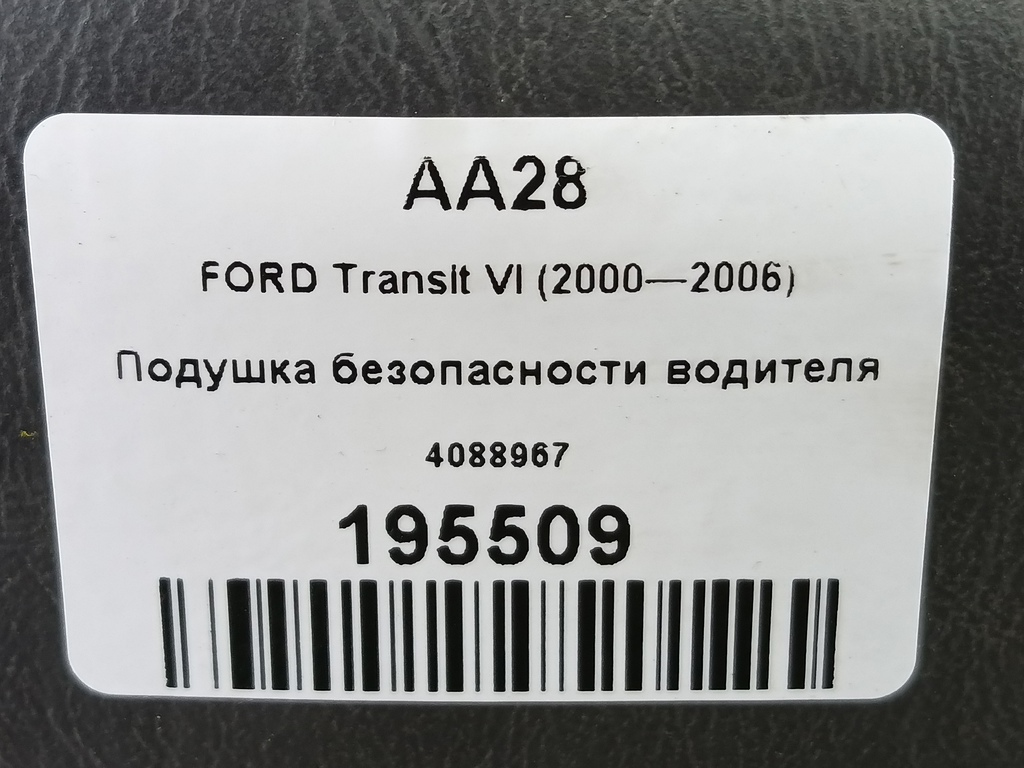 AA28
FORD Transit VI (2000—2006)
Подушка безопасности водителя
4088967
195509